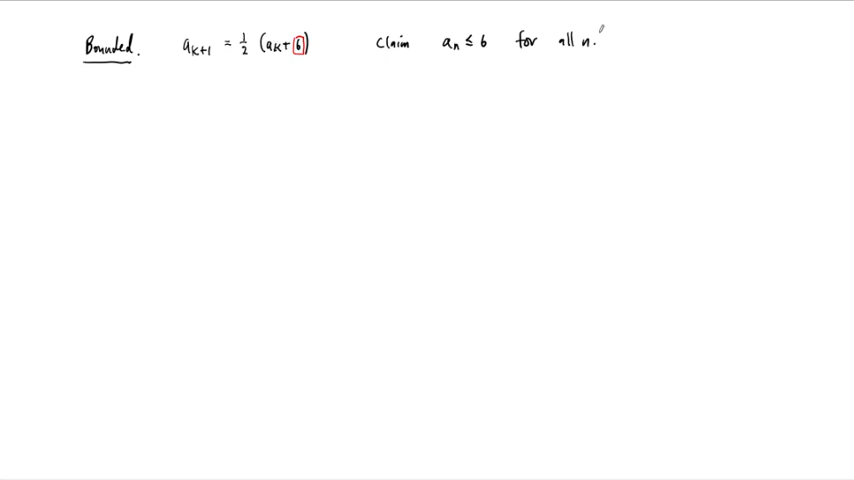 Bounded. a_{k+1} = 1/2 (a_k + 6) Claim a_n ≤ 6 for all n.